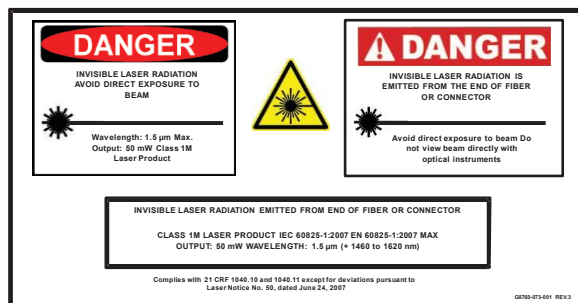 DANGER
INVISIBLE LASER RADIATION
AVOID DIRECT EXPOSURE TO
BEAM
Wavelength: 1.5 µm Max.
Output: 50 mW Class 1M
Laser Product
DANGER
INVISIBLE LASER RADIATION IS
EMITTED FROM THE END OF FIBER
OR CONNECTOR
Avoid direct exposure to beam Do
not view beam directly with
optical instruments
INVISIBLE LASER RADIATION EMITTED FROM END OF FIBER OR CONNECTOR
CLASS 1M LASER PRODUCT IEC 60825-1:2007 EN 60825-1:2007 MAX
OUTPUT: 50 mW WAVELENGTH: 1.5 µm (+ 1460 to 1620 nm)
Complies with 21 CRF 1040.10 and 1040.11 except for deviations pursuant to
Laser Notice No. 50, dated June 24, 2007
G8760-073-001 REV.3